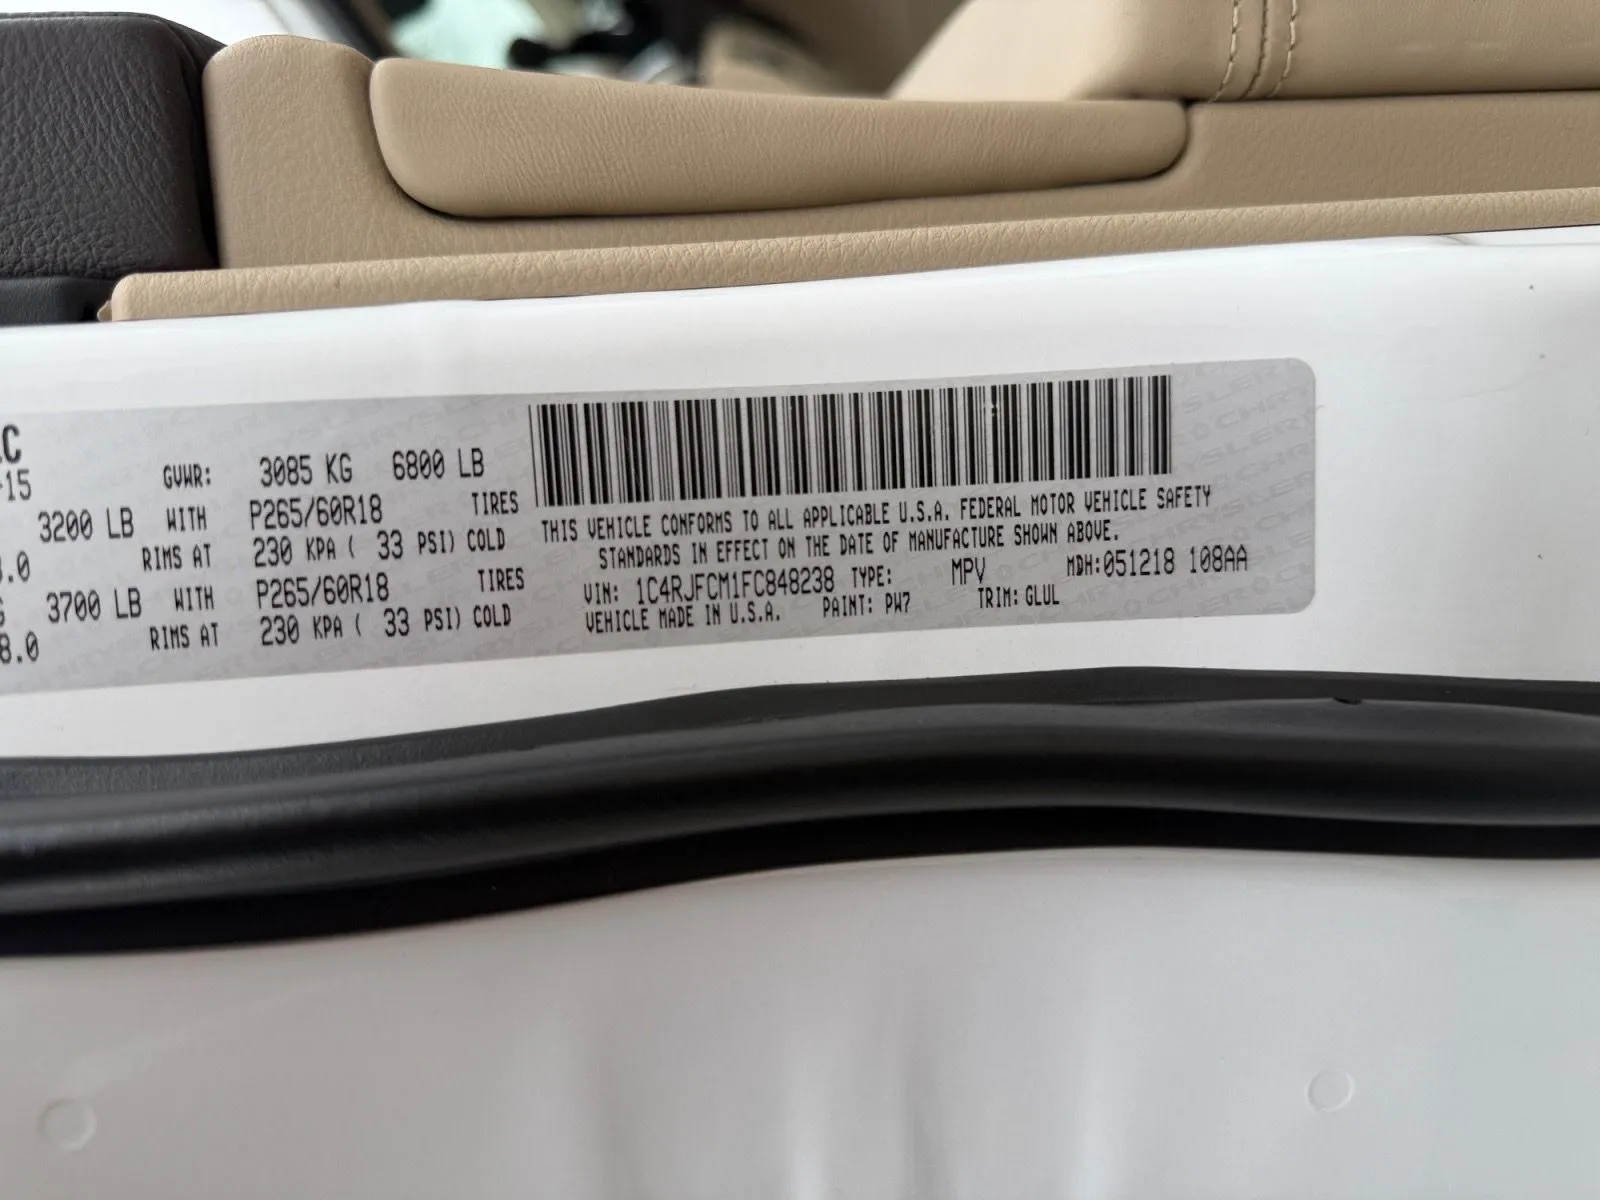 LC
-15
GVWR: 3085 KG 6800 LB
3200 LB WITH P265/60R18 TIRES
8.0 RIMS AT 230 KPA ( 33 PSI) COLD
G 3700 LB WITH P265/60R18 TIRES
8.0 RIMS AT 230 KPA ( 33 PSI) COLD
THIS VEHICLE CONFORMS TO ALL APPLICABLE U.S.A. FEDERAL MOTOR VEHICLE SAFETY
STANDARDS IN EFFECT ON THE DATE OF MANUFACTURE SHOWN ABOVE.
VIN: 1C4RJFCM1FC848238 TYPE: MPV MDH:051218 108AA
VEHICLE MADE IN U.S.A. PAINT: PW7 TRIM: GLUL